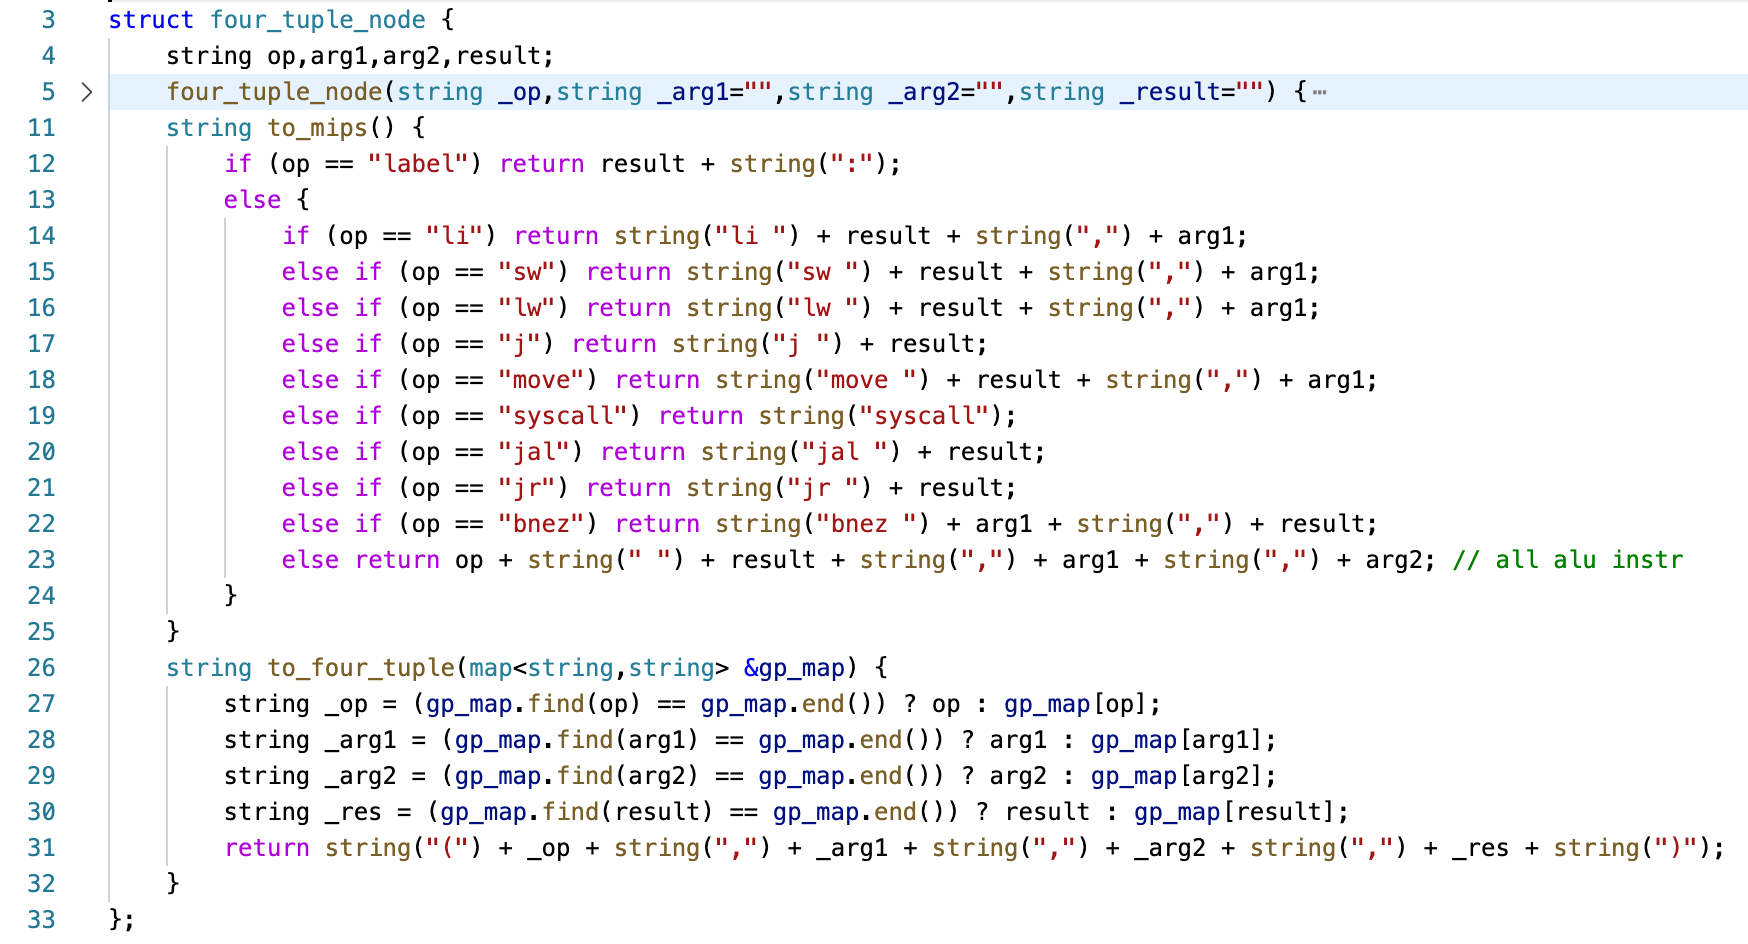 3 struct four_tuple_node {
4     string op,arg1,arg2,result;
5 >   four_tuple_node(string _op,string _arg1="",string _arg2="",string _result="") {⋯
11     string to_mips() {
12         if (op == "label") return result + string(":");
13         else {
14             if (op == "li") return string("li ") + result + string(",") + arg1;
15             else if (op == "sw") return string("sw ") + result + string(",") + arg1;
16             else if (op == "lw") return string("lw ") + result + string(",") + arg1;
17             else if (op == "j") return string("j ") + result;
18             else if (op == "move") return string("move ") + result + string(",") + arg1;
19             else if (op == "syscall") return string("syscall");
20             else if (op == "jal") return string("jal ") + result;
21             else if (op == "jr") return string("jr ") + result;
22             else if (op == "bnez") return string("bnez ") + arg1 + string(",") + result;
23             else return op + string(" ") + result + string(",") + arg1 + string(",") + arg2; // all alu instr
24         }
25     }
26     string to_four_tuple(map<string,string> &gp_map) {
27         string _op = (gp_map.find(op) == gp_map.end()) ? op : gp_map[op];
28         string _arg1 = (gp_map.find(arg1) == gp_map.end()) ? arg1 : gp_map[arg1];
29         string _arg2 = (gp_map.find(arg2) == gp_map.end()) ? arg2 : gp_map[arg2];
30         string _res = (gp_map.find(result) == gp_map.end()) ? result : gp_map[result];
31         return string("(") + _op + string(",") + _arg1 + string(",") + _arg2 + string(",") + _res + string(")");
32     }
33 };